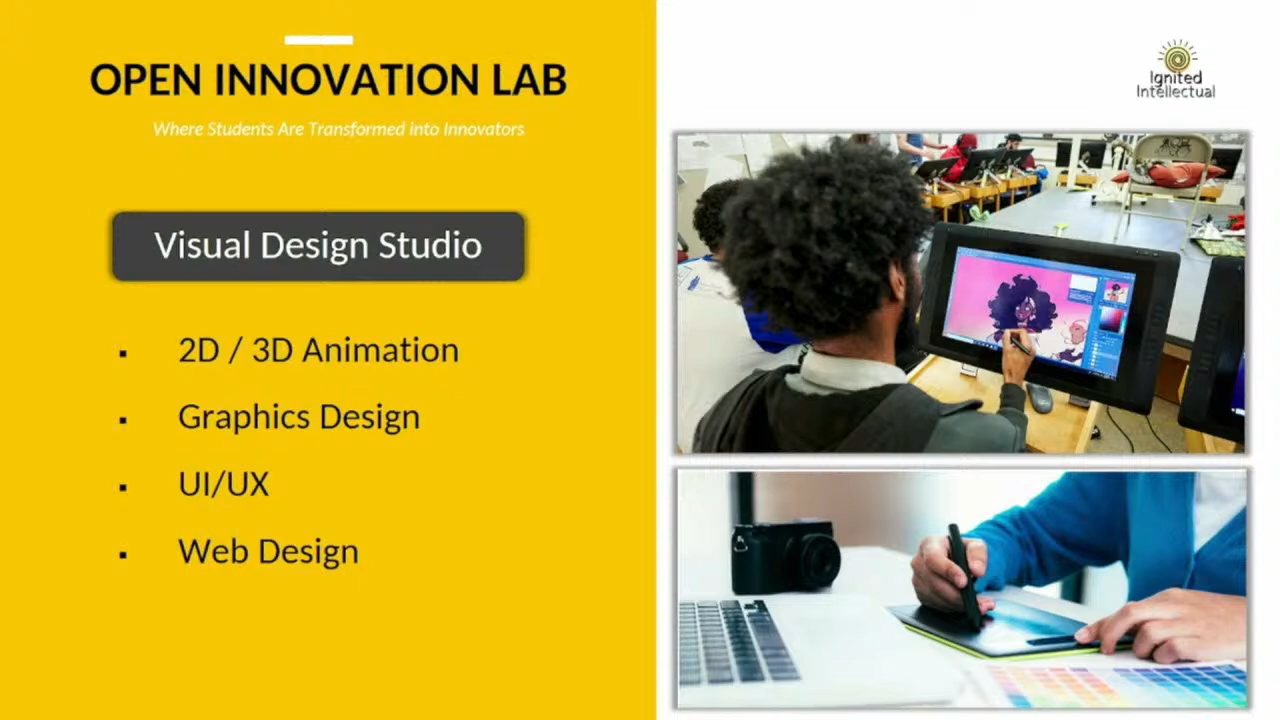 OPEN INNOVATION LAB
Where Students Are Transformed into Innovators
Visual Design Studio
▪ 2D / 3D Animation
▪ Graphics Design
▪ UI/UX
▪ Web Design
Ignited
Intellectual